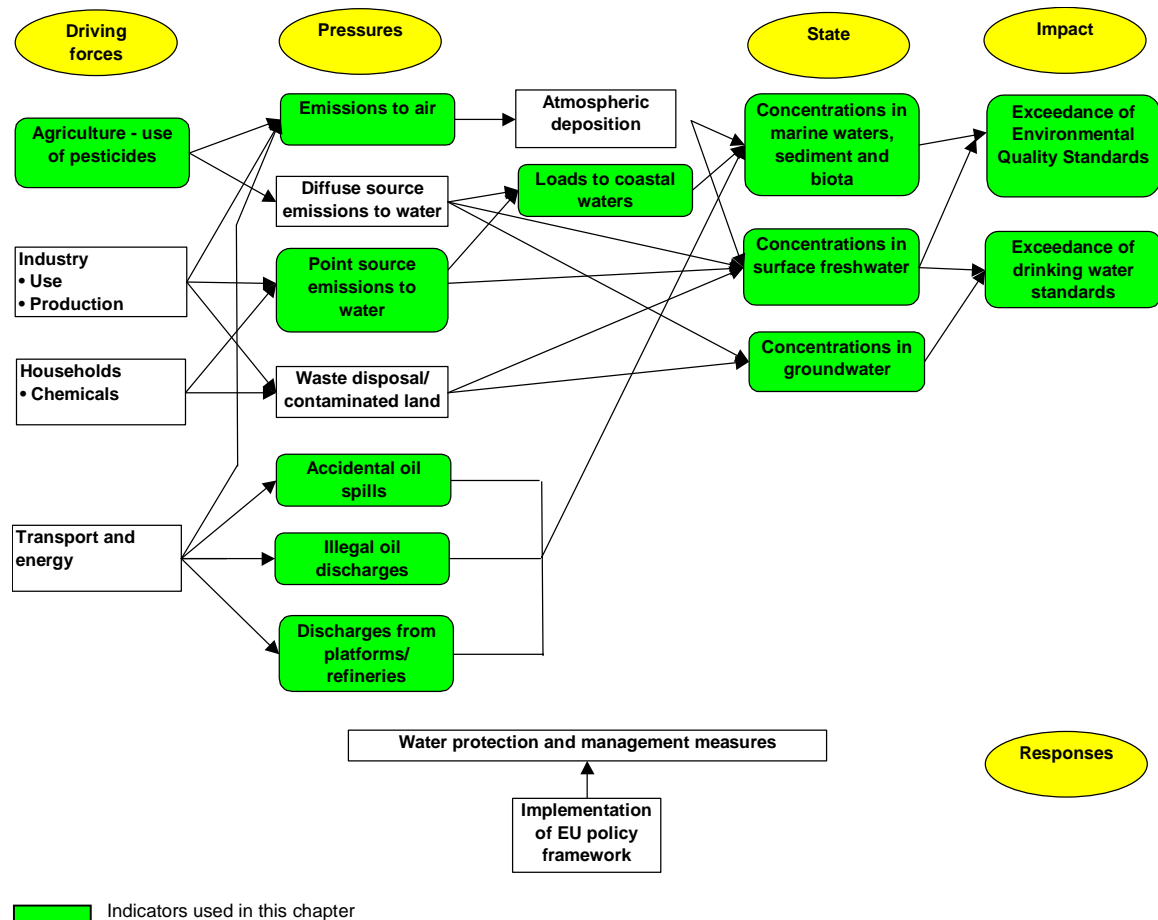 Driving
forces
Pressures
State
Impact
Agriculture - use
of pesticides
Emissions to air
Atmospheric
deposition
Concentrations in
marine waters,
sediment and
biota
Exceedance of
Environmental
Quality Standards
Diffuse source
emissions to water
Loads to coastal
waters
Industry
• Use
• Production
Point source
emissions to
water
Concentrations in
surface freshwater
Exceedance of
drinking water
standards
Households
• Chemicals
Waste disposal/
contaminated land
Concentrations in
groundwater
Accidental oil
spills
Transport and
energy
Illegal oil
discharges
Discharges from
platforms/
refineries
Water protection and management measures
Responses
Implementation
of EU policy
framework
Indicators used in this chapter